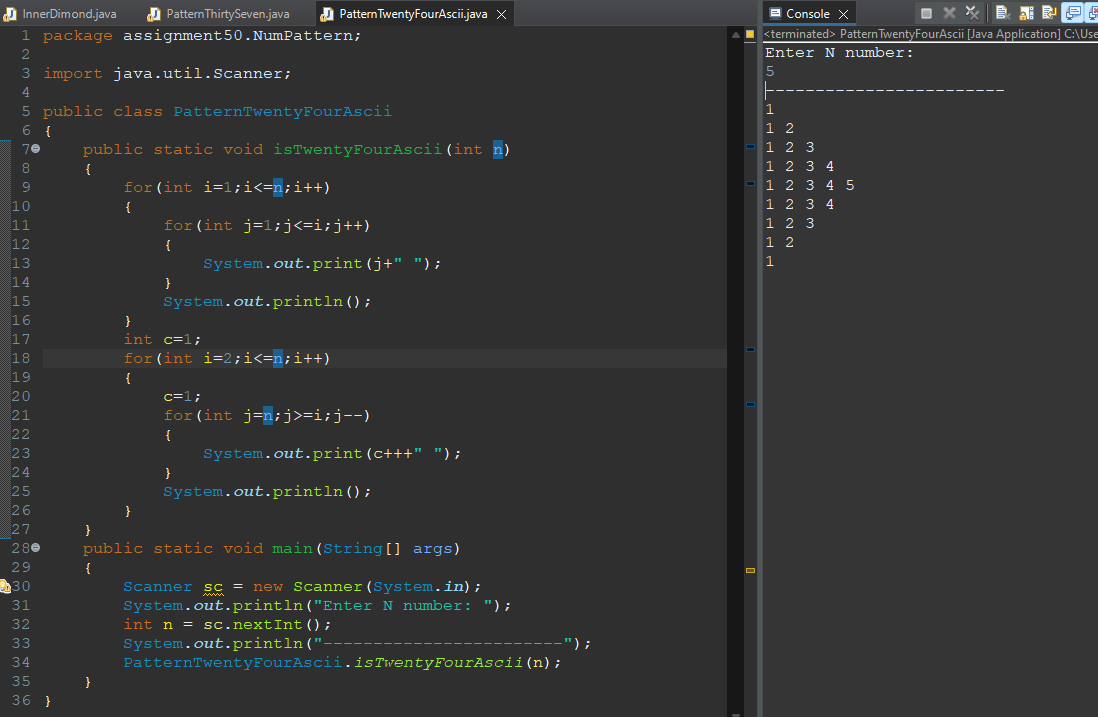 InnerDimond.java PatternThirtySeven.java PatternTwentyFourAscii.java
1 package assignment50.NumPattern;
2
3 import java.util.Scanner;
4
5 public class PatternTwentyFourAscii
6 {
7 public static void isTwentyFourAscii(int n)
8 {
9 for(int i=1;i<=n;i++)
10 {
11 for(int j=1;j<=i;j++)
12 {
13 System.out.print(j+" ");
14 }
15 System.out.println();
16 }
17 int c=1;
18 for(int i=2;i<=n;i++)
19 {
20 c=1;
21 for(int j=n;j>=i;j--)
22 {
23 System.out.print(c+++" ");
24 }
25 System.out.println();
26 }
27 }
28 public static void main(String[] args)
29 {
30 Scanner sc = new Scanner(System.in);
31 System.out.println("Enter N number: ");
32 int n = sc.nextInt();
33 System.out.println("------------------------");
34 PatternTwentyFourAscii.isTwentyFourAscii(n);
35 }
36 }
Console
<terminated> PatternTwentyFourAscii [Java Application] C:\Use
Enter N number:
5
------------------------
1
1 2
1 2 3
1 2 3 4
1 2 3 4 5
1 2 3 4
1 2 3
1 2
1